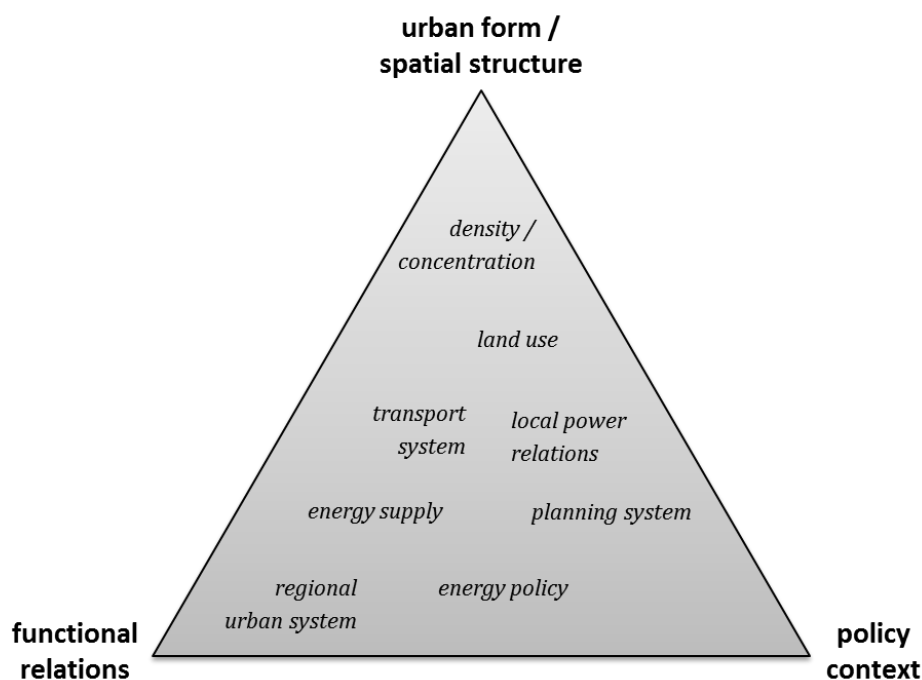 urban form /
spatial structure
density /
concentration
land use
transport
system
local power
relations
energy supply
planning system
regional
urban system
energy policy
functional
relations
policy
context